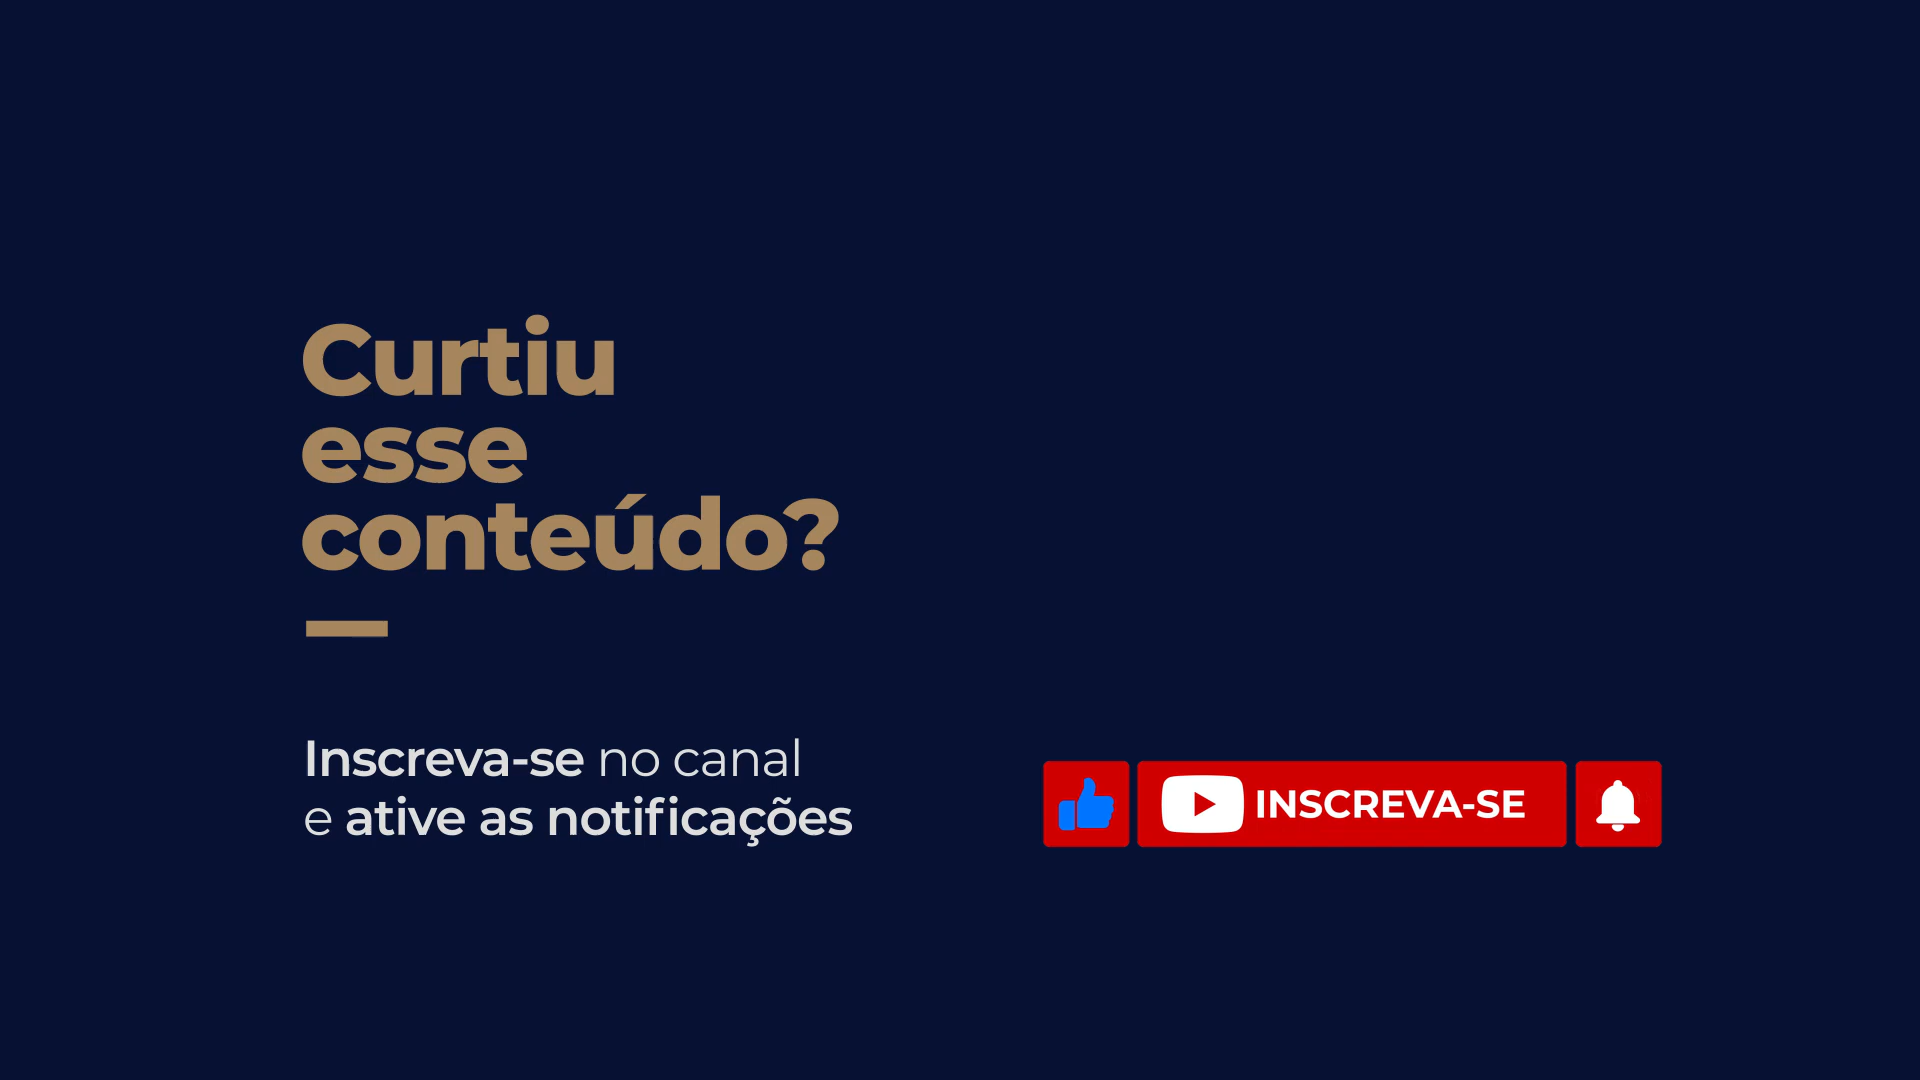 Curtiu
esse
conteúdo?
Inscreva-se no canal
e ative as notificações
INSCREVA-SE